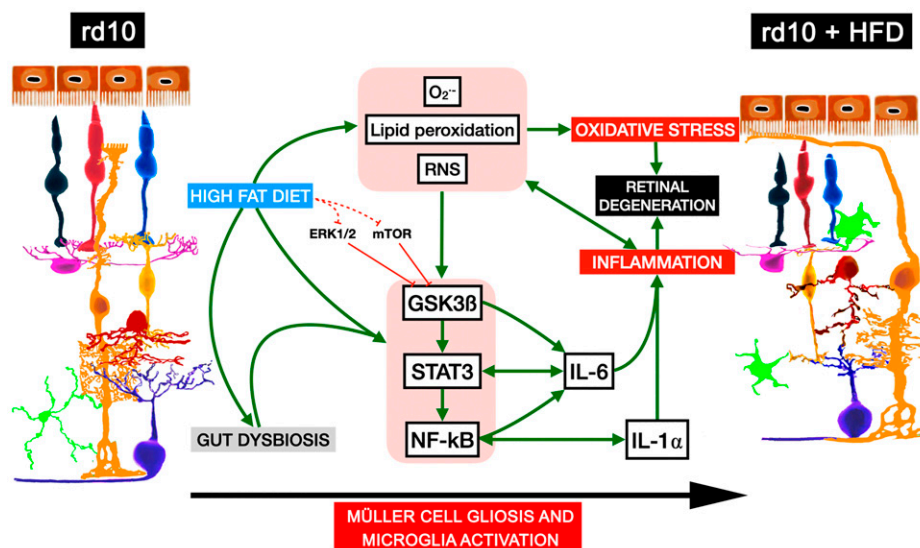 rd10
rd10 + HFD
O₂·-
Lipid peroxidation
RNS
OXIDATIVE STRESS
HIGH FAT DIET
RETINAL
DEGENERATION
ERK1/2
mTOR
INFLAMMATION
GSK3ß
STAT3
IL-6
GUT DYSBIOSIS
NF-kB
IL-1α
MÜLLER CELL GLIOSIS AND
MICROGLIA ACTIVATION